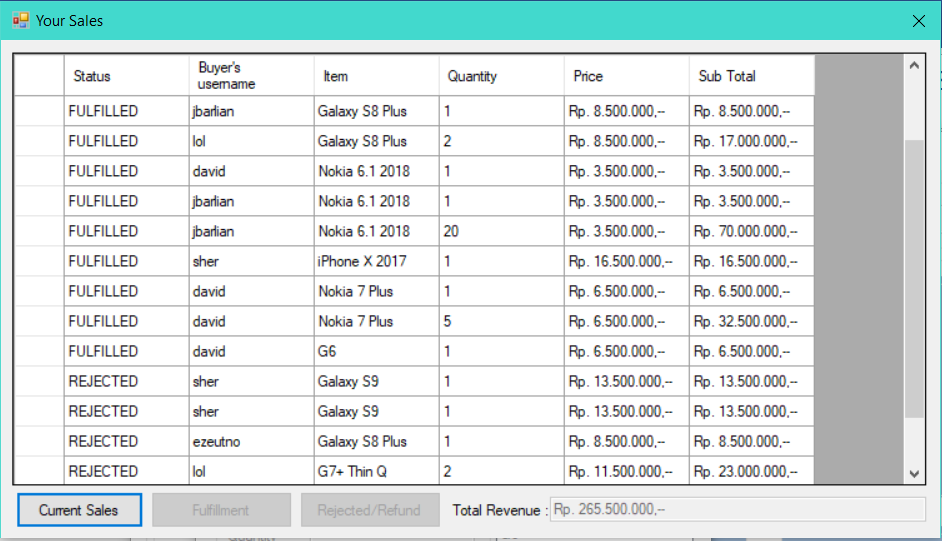 Your Sales
Status Buyer's username Item Quantity Price Sub Total
FULFILLED jbarlian Galaxy S8 Plus 1 Rp. 8.500.000,-- Rp. 8.500.000,--
FULFILLED lol Galaxy S8 Plus 2 Rp. 8.500.000,-- Rp. 17.000.000,--
FULFILLED david Nokia 6.1 2018 1 Rp. 3.500.000,-- Rp. 3.500.000,--
FULFILLED jbarlian Nokia 6.1 2018 1 Rp. 3.500.000,-- Rp. 3.500.000,--
FULFILLED jbarlian Nokia 6.1 2018 20 Rp. 3.500.000,-- Rp. 70.000.000,--
FULFILLED sher iPhone X 2017 1 Rp. 16.500.000,-- Rp. 16.500.000,--
FULFILLED david Nokia 7 Plus 1 Rp. 6.500.000,-- Rp. 6.500.000,--
FULFILLED david Nokia 7 Plus 5 Rp. 6.500.000,-- Rp. 32.500.000,--
FULFILLED david G6 1 Rp. 6.500.000,-- Rp. 6.500.000,--
REJECTED sher Galaxy S9 1 Rp. 13.500.000,-- Rp. 13.500.000,--
REJECTED sher Galaxy S9 1 Rp. 13.500.000,-- Rp. 13.500.000,--
REJECTED ezeutno Galaxy S8 Plus 1 Rp. 8.500.000,-- Rp. 8.500.000,--
REJECTED lol G7+ Thin Q 2 Rp. 11.500.000,-- Rp. 23.000.000,--
Current Sales Fulfillment Rejected/Refund Total Revenue : Rp. 265.500.000,--